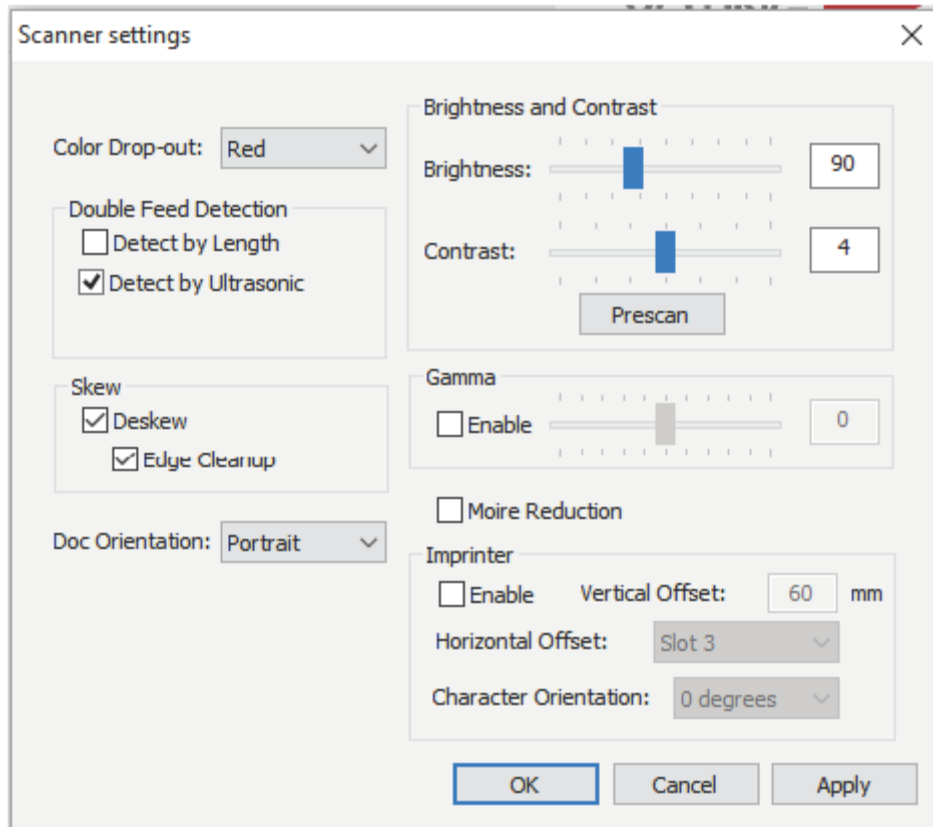 Scanner settings
Color Drop-out: Red
Double Feed Detection
Detect by Length
Detect by Ultrasonic
Skew
Deskew
Edge Cleanup
Doc Orientation: Portrait
Brightness and Contrast
Brightness: 90
Contrast: 4
Prescan
Gamma
Enable 0
Moire Reduction
Imprinter
Enable Vertical Offset: 60 mm
Horizontal Offset: Slot 3
Character Orientation: 0 degrees
OK Cancel Apply